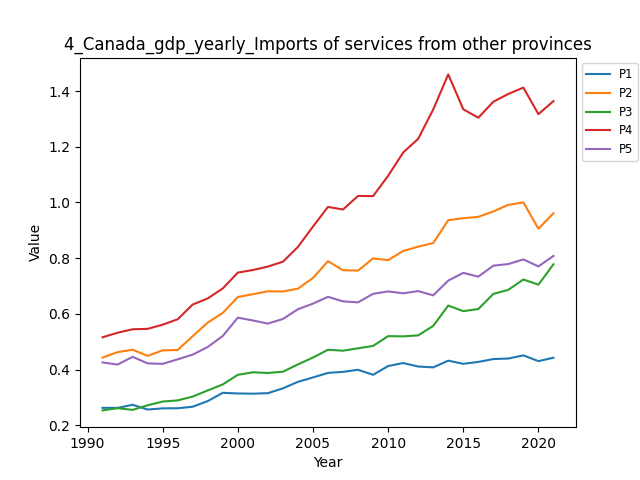 4_Canada_gdp_yearly_Imports of services from other provinces
P1
P2
P3
P4
P5
Value
1.4
1.2
1.0
0.8
0.6
0.4
0.2
1990 1995 2000 2005 2010 2015 2020
Year